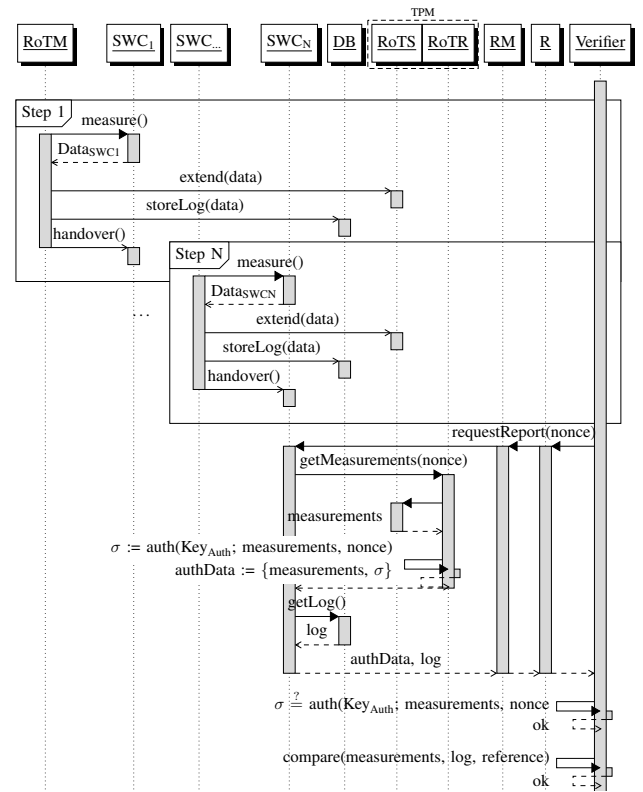 TPM
RoTM SWC1 SWC... SWCN DB RoTS RoTR RM R Verifier
Step 1
measure()
DataSWC1
extend(data)
storeLog(data)
handover()
Step N
measure()
...
DataSWCN
extend(data)
storeLog(data)
handover()
requestReport(nonce)
getMeasurements(nonce)
measurements
σ := auth(KeyAuth; measurements, nonce)
authData := {measurements, σ}
getLog()
log
authData, log
σ ≟ auth(KeyAuth; measurements, nonce
ok
compare(measurements, log, reference)
ok